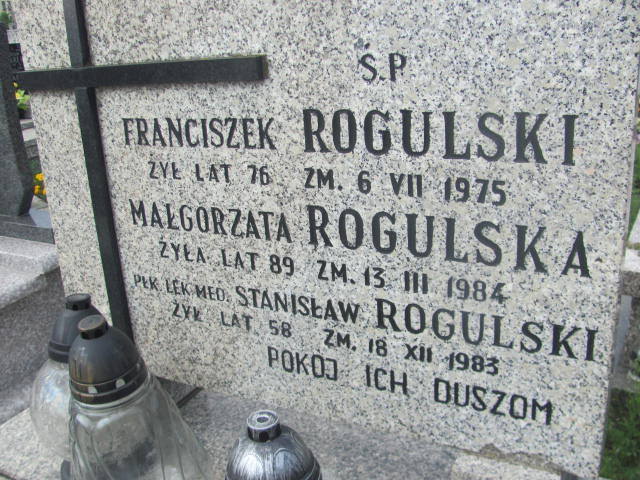 Ś.P
FRANCISZEK ROGULSKI
ŻYŁ LAT 76 ZM. 6 VII 1975
MAŁGORZATA ROGULSKA
ŻYŁA LAT 89 ZM. 13 III 1984
PŁK. LEK. MED. STANISŁAW ROGULSKI
ŻYŁ LAT 58 ZM. 18 XII 1983
POKÓJ ICH DUSZOM